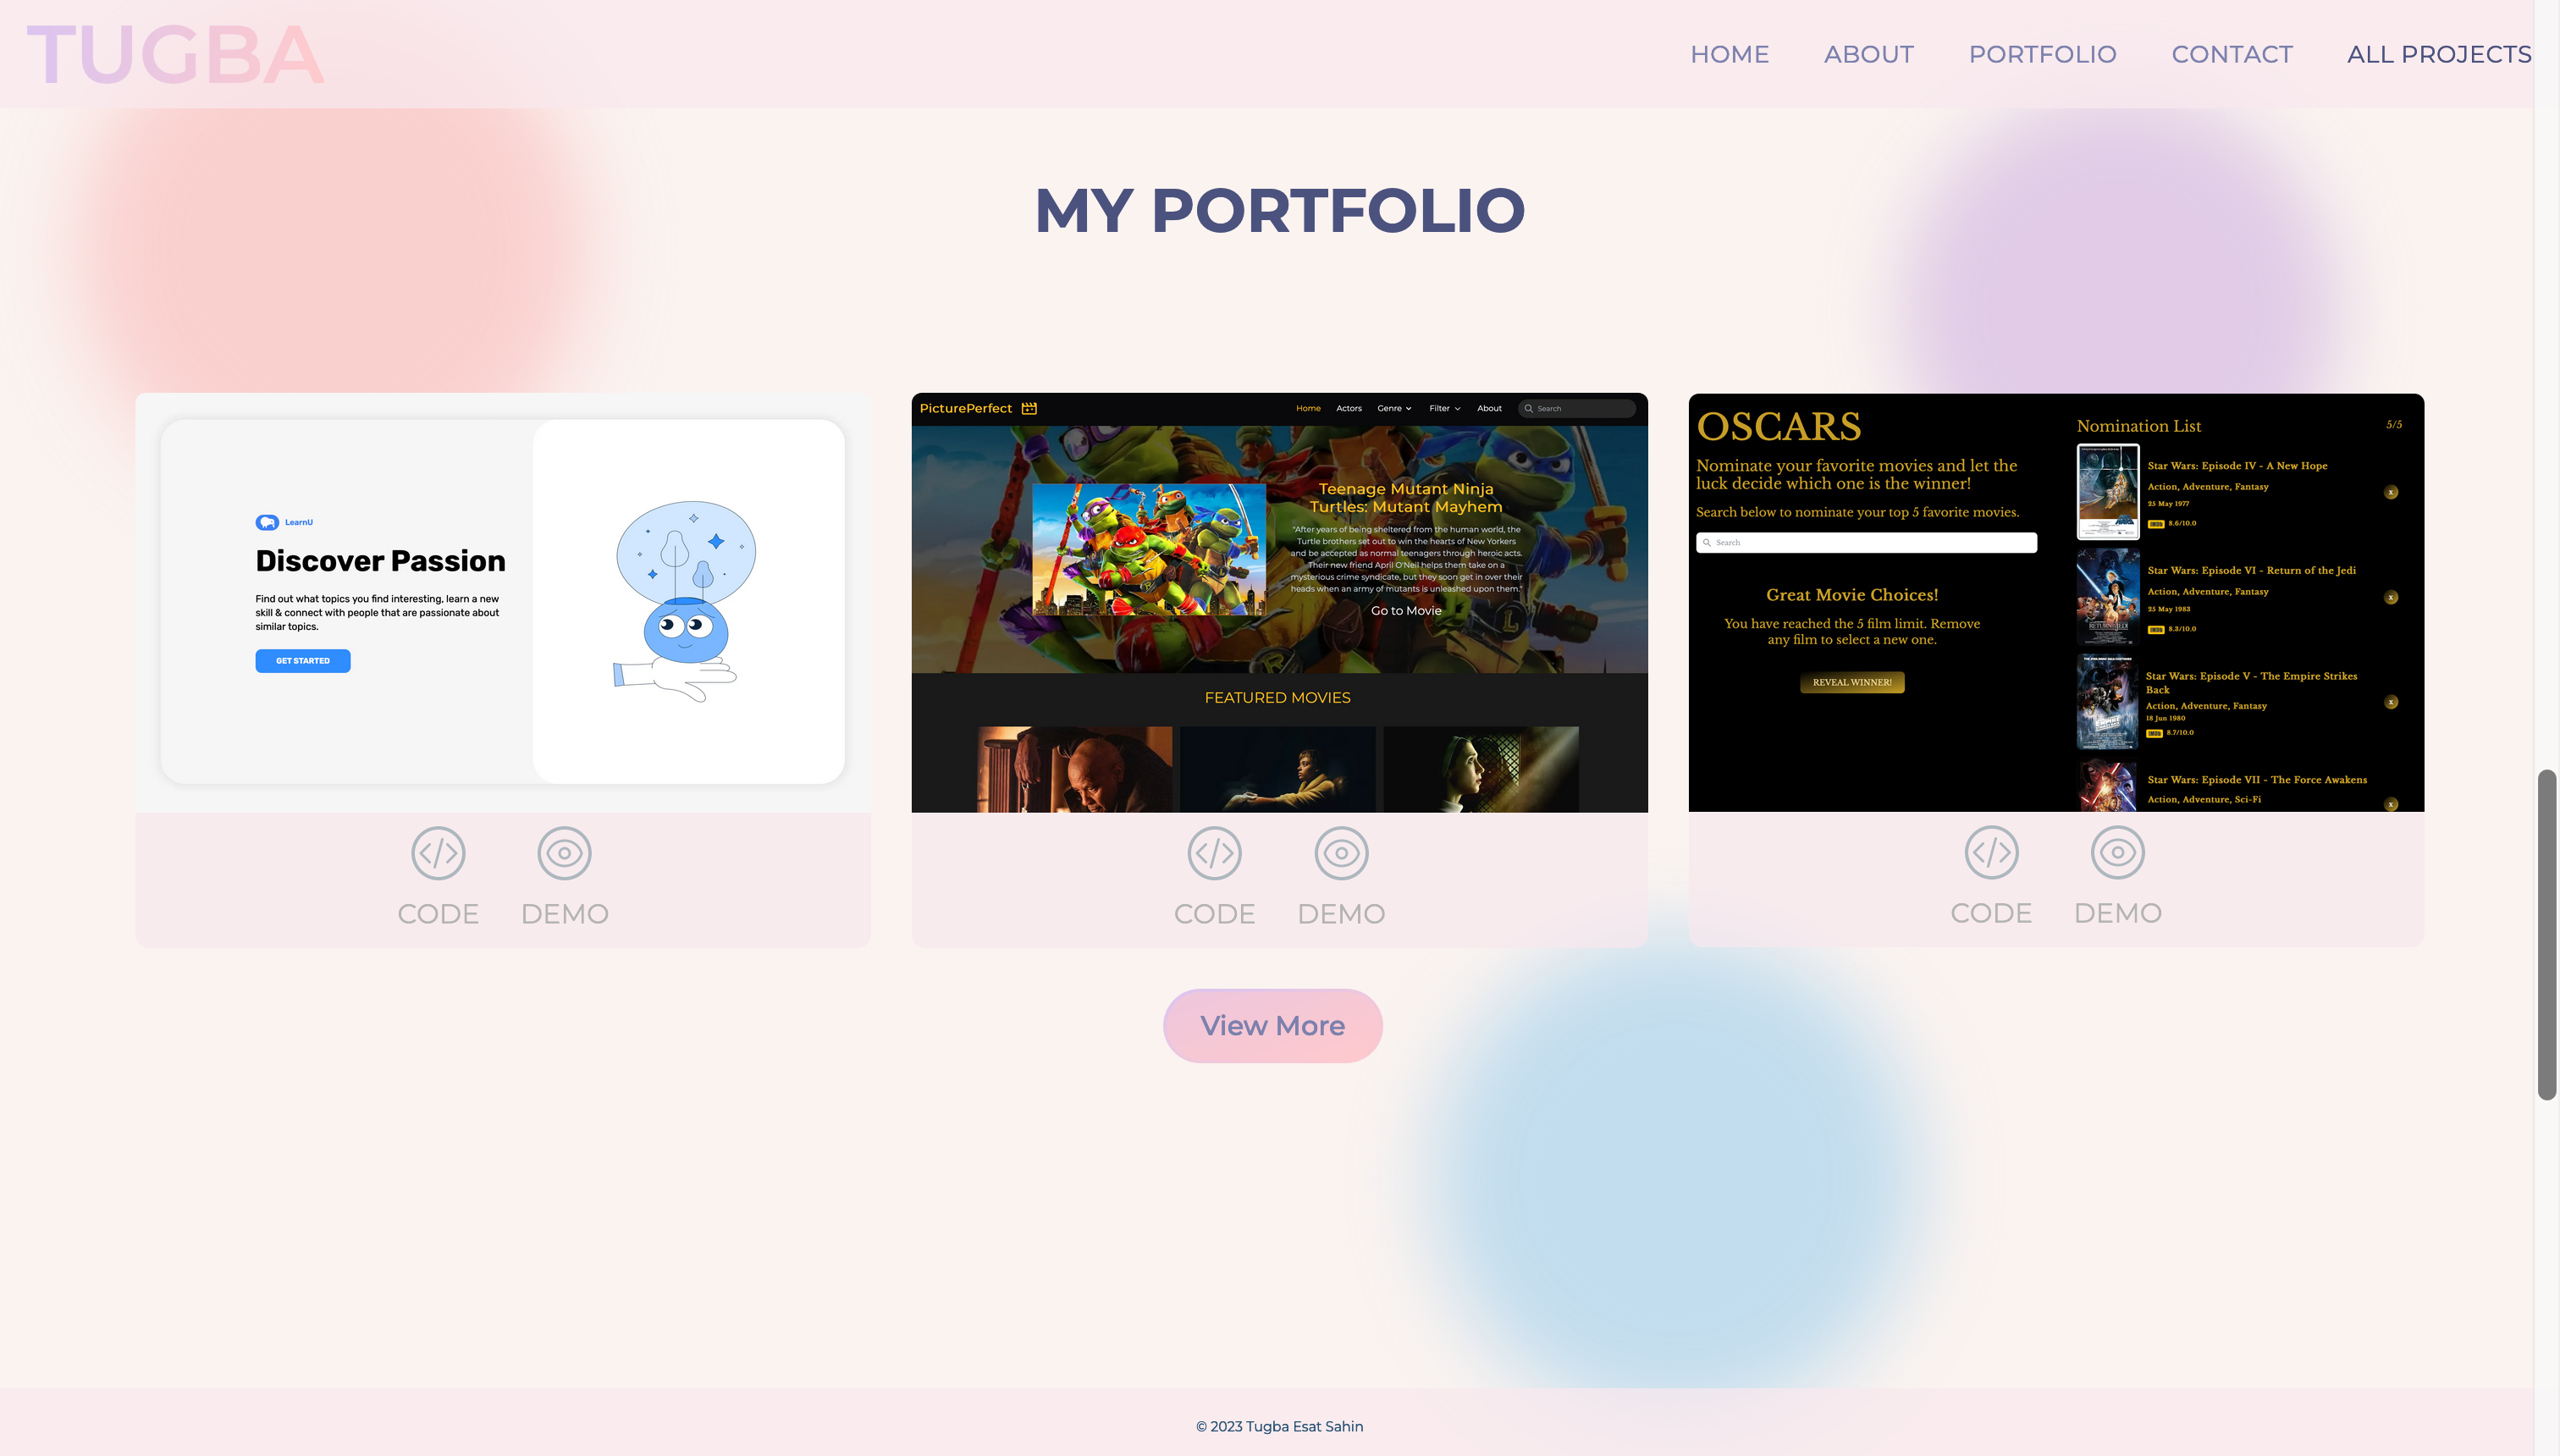 TUGBA
HOME ABOUT PORTFOLIO CONTACT ALL PROJECTS
MY PORTFOLIO
LearnU
Discover Passion
Find out what topics you find interesting, learn a new
skill & connect with people that are passionate about
similar topics.
GET STARTED
CODE DEMO
PicturePerfect
Home Actors Genre Filter About Search
Teenage Mutant Ninja
Turtles: Mutant Mayhem
"After years of being sheltered from the human world, the
Turtle brothers set out to win the hearts of New Yorkers
and be accepted as normal teenagers through heroic acts.
Their new friend April O'Neil helps them take on a
mysterious crime syndicate, but they soon get in over their
heads when an army of mutants is unleashed upon them."
Go to Movie
FEATURED MOVIES
CODE DEMO
OSCARS
Nominate your favorite movies and let the
luck decide which one is the winner!
Search below to nominate your top 5 favorite movies.
Search
Great Movie Choices!
You have reached the 5 film limit. Remove
any film to select a new one.
REVEAL WINNER!
Nomination List 5/5
Star Wars: Episode IV - A New Hope
Action, Adventure, Fantasy
25 May 1977
IMDb 8.6/10.0
x
Star Wars: Episode VI - Return of the Jedi
Action, Adventure, Fantasy
25 May 1983
IMDb 8.3/10.0
x
Star Wars: Episode V - The Empire Strikes
Back
Action, Adventure, Fantasy
18 Jun 1980
IMDb 8.7/10.0
x
Star Wars: Episode VII - The Force Awakens
Action, Adventure, Sci-Fi
x
CODE DEMO
View More
© 2023 Tugba Esat Sahin